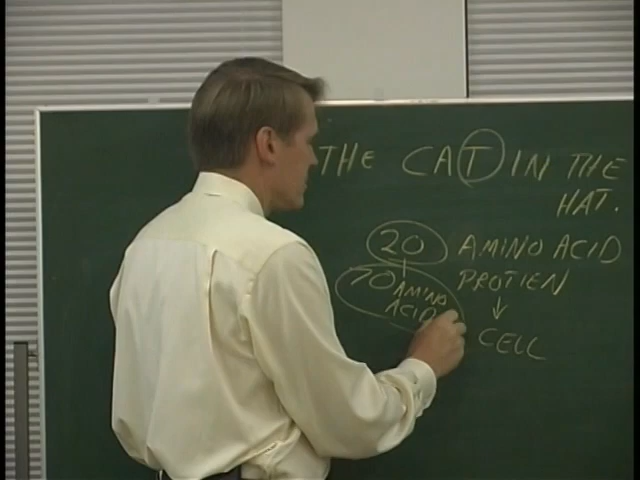 THE CAT IN THE
HAT.
20 AMINO ACID
70 PROTIEN
AMINO
ACID
CELL